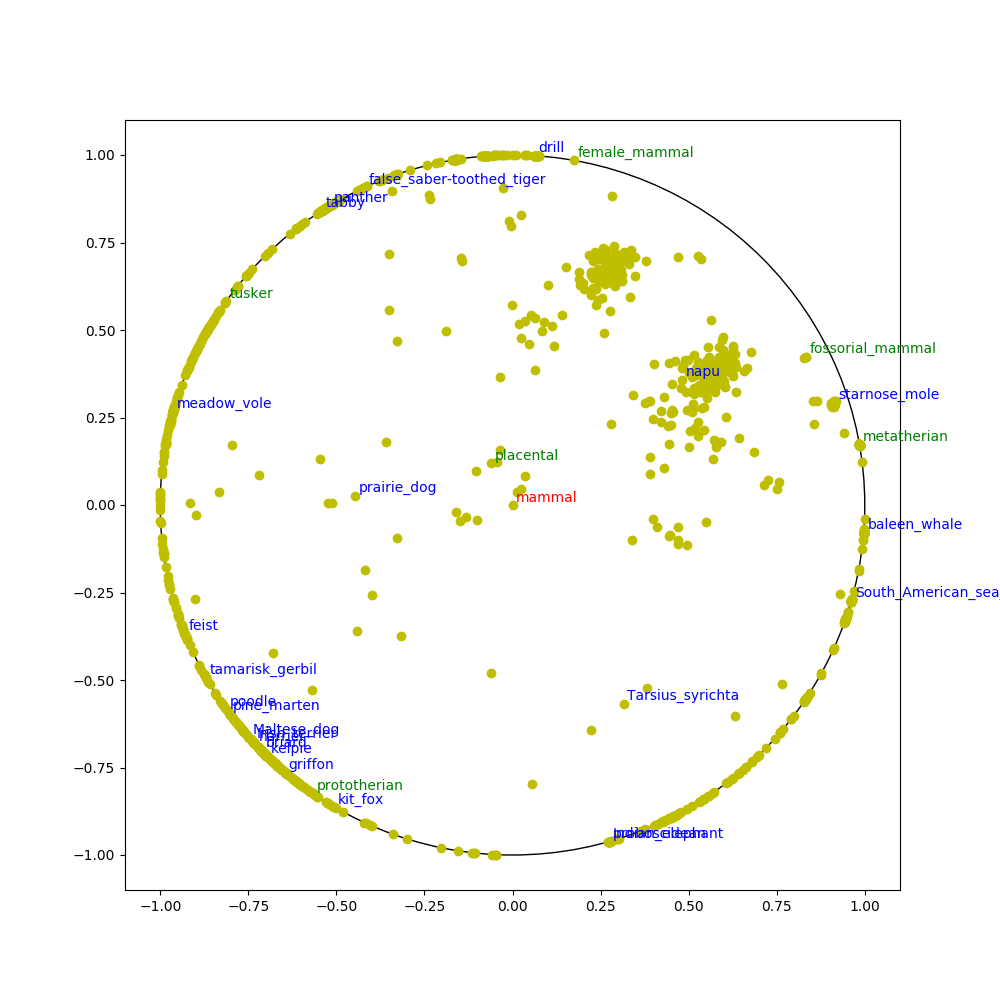 1.00
0.75
0.50
0.25
0.00
−0.25
−0.50
−0.75
−1.00
drill
female_mammal
false_saber-toothed_tiger
panther
tabby
tusker
fossorial_mammal
napu
starnose_mole
meadow_vole
metatherian
placental
prairie_dog
mammal
baleen_whale
South_American_sea_
feist
tamarisk_gerbil
Tarsius_syrichta
poodle
pine_marten
Maltese_dog
briard
kelpie
griffon
prototherian
kit_fox
−1.00 −0.75 −0.50 −0.25 0.00 0.25 0.50 0.75 1.00